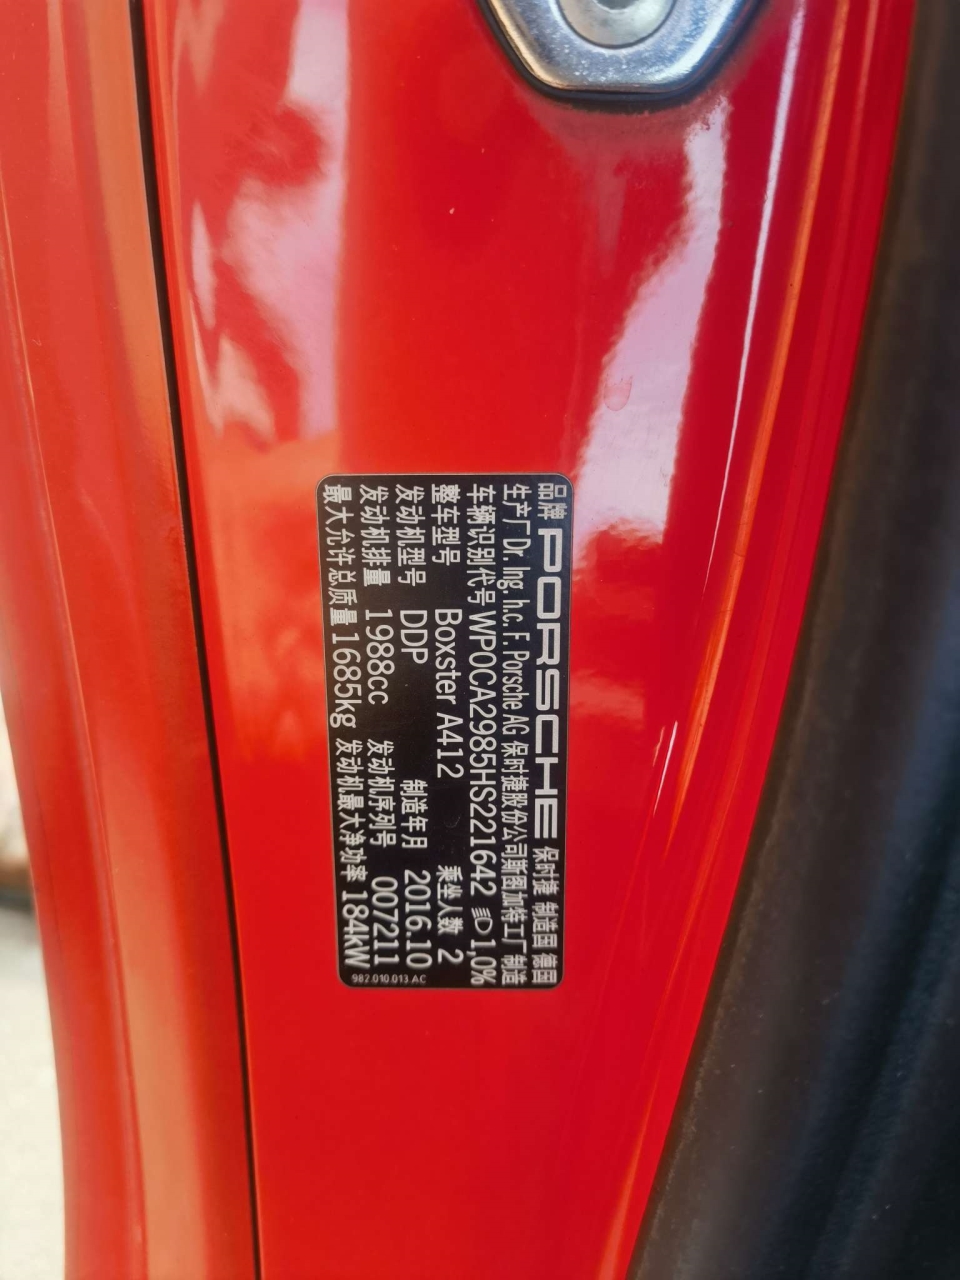 品牌 PORSCHE 保时捷 制造国 德国
生产厂Dr. Ing. h.c. F. Porsche AG 保时捷股份公司斯图加特工厂制造
车辆识别代号 WP0CA2985HS221642 1,0%
整车型号 Boxster A412 乘坐人数 2
发动机型号 DDP 制造年月 2016.10
发动机排量 1988cc 发动机序列号 007211
最大允许总质量 1685kg 发动机最大净功率 184kW
982.010.013.AC